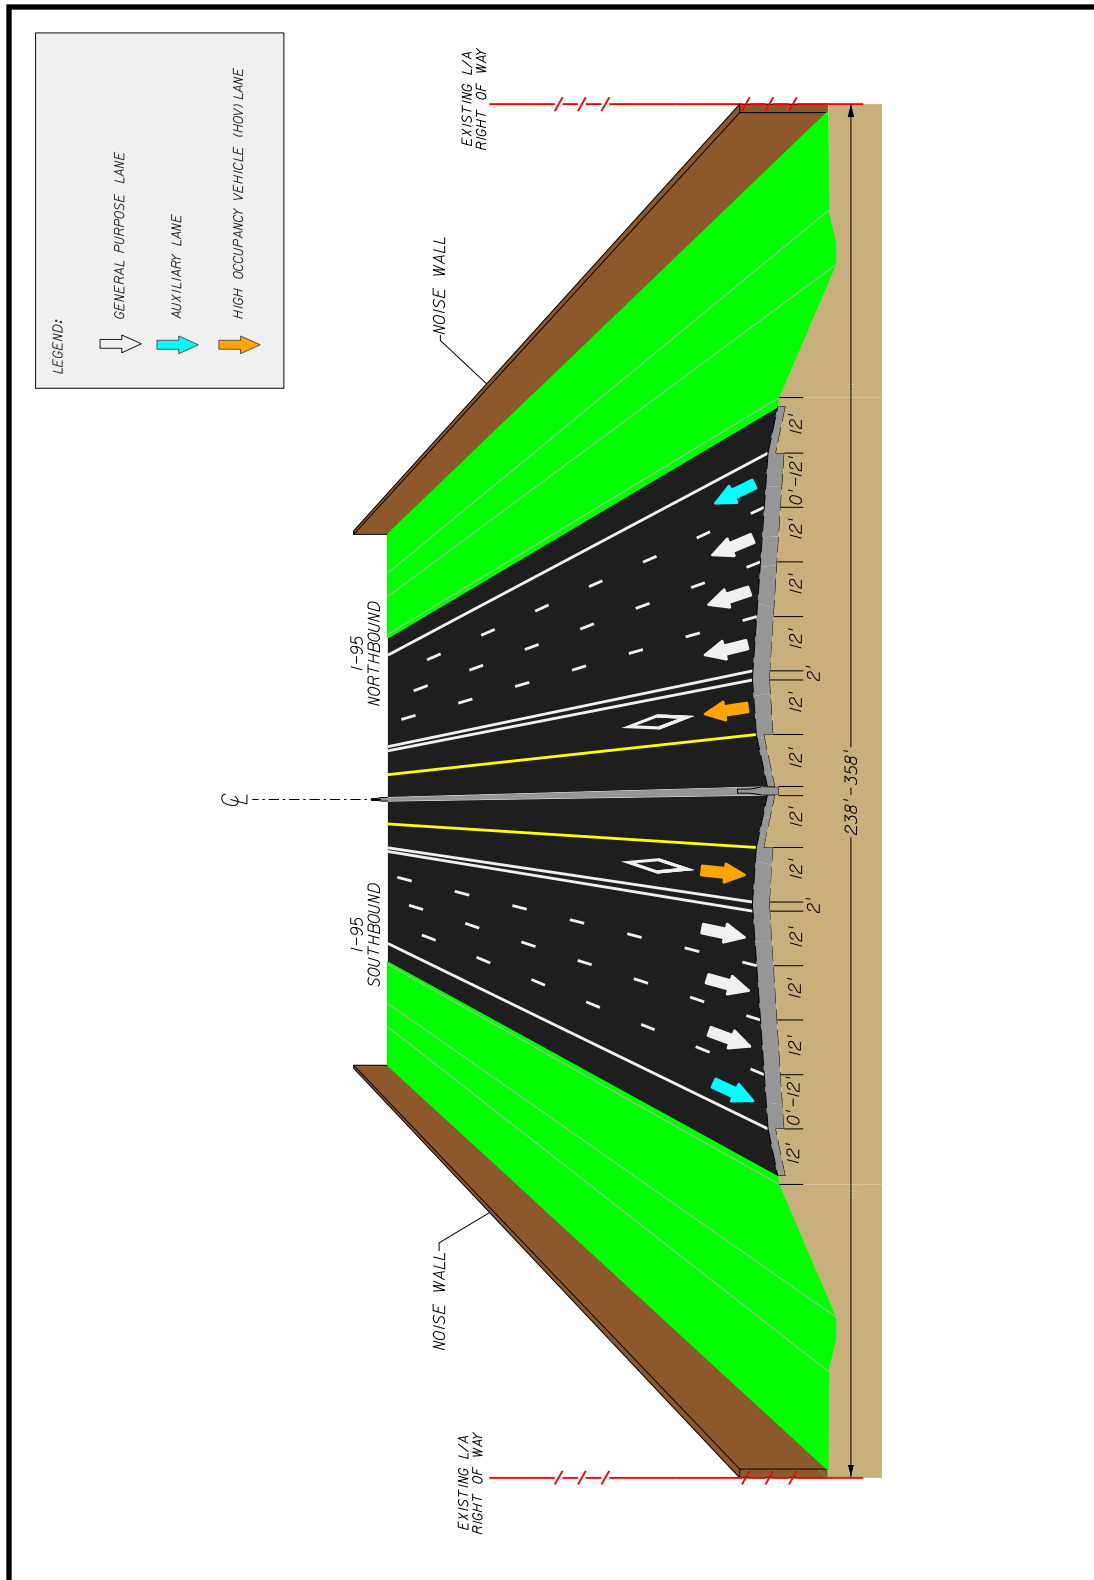 LEGEND:
GENERAL PURPOSE LANE
AUXILIARY LANE
HIGH OCCUPANCY VEHICLE (HOV) LANE
℄
I-95
SOUTHBOUND
I-95
NORTHBOUND
EXISTING L/A
RIGHT OF WAY
NOISE WALL
NOISE WALL
EXISTING L/A
RIGHT OF WAY
12'
0'-12'
12'
12'
12'
2'
12'
12'
12'
12'
2'
12'
12'
12'
0'-12'
12'
238'-358'